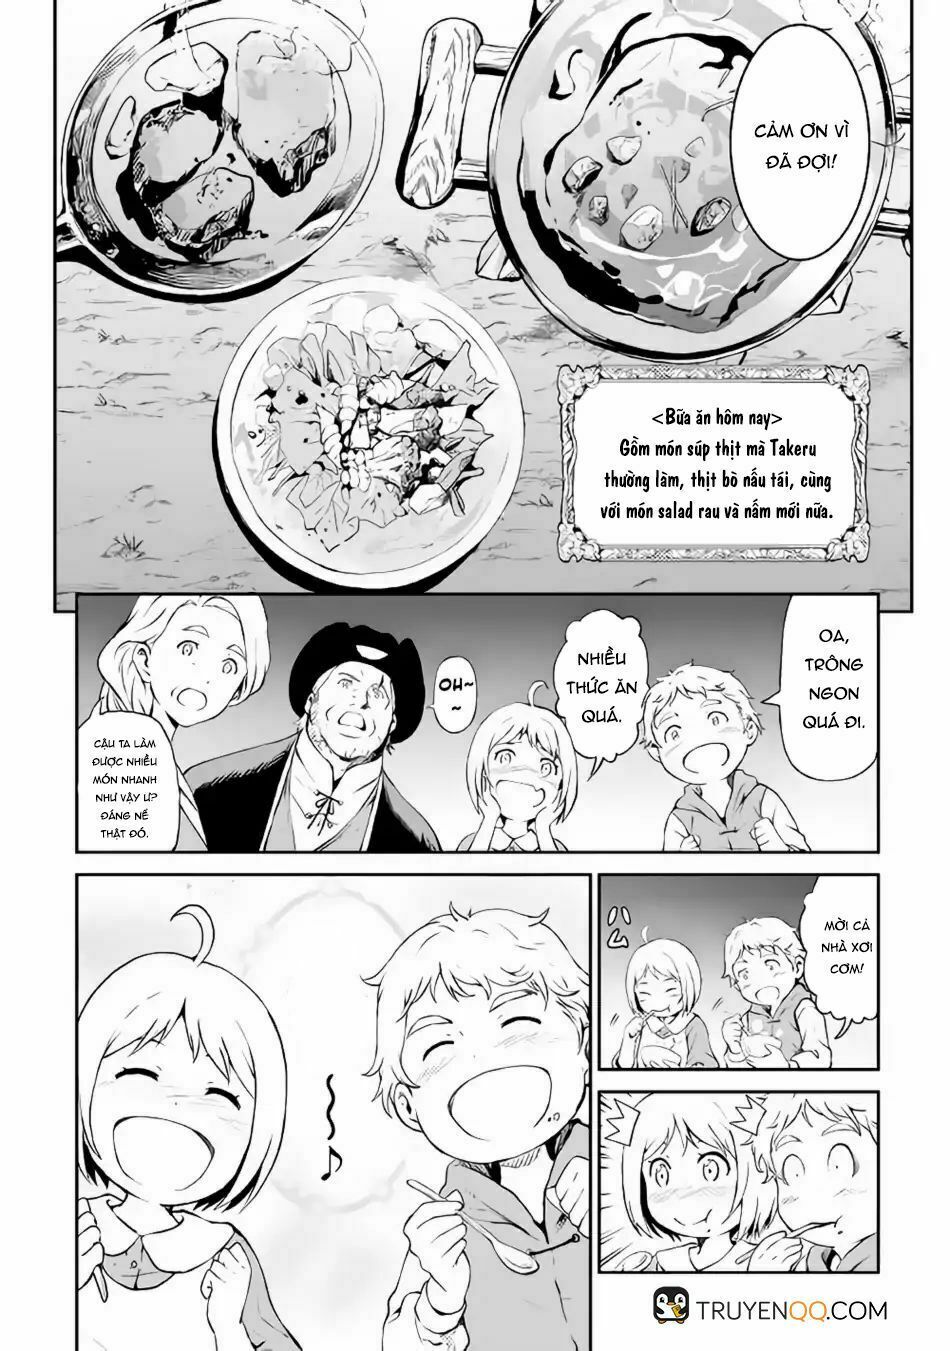 CẢM ƠN VÌ
ĐÃ ĐỢI!
<Bữa ăn hôm nay>
Gồm món súp thịt mà Takeru
thường làm, thịt bò nấu tái, cùng
với món salad rau và nấm mới nữa.
OA,
TRÔNG
NGON
QUÁ ĐI.
NHIỀU
THỨC ĂN
QUÁ.
OH~
~
CẬU TA LÀM
ĐƯỢC NHIỀU
MÓN NHANH
NHƯ VẬY Ư?
ĐÁNG NỂ
THẬT ĐÓ.
MỜI CẢ
NHÀ XƠI
CƠM!
ハム
TRUYENQQ.COM